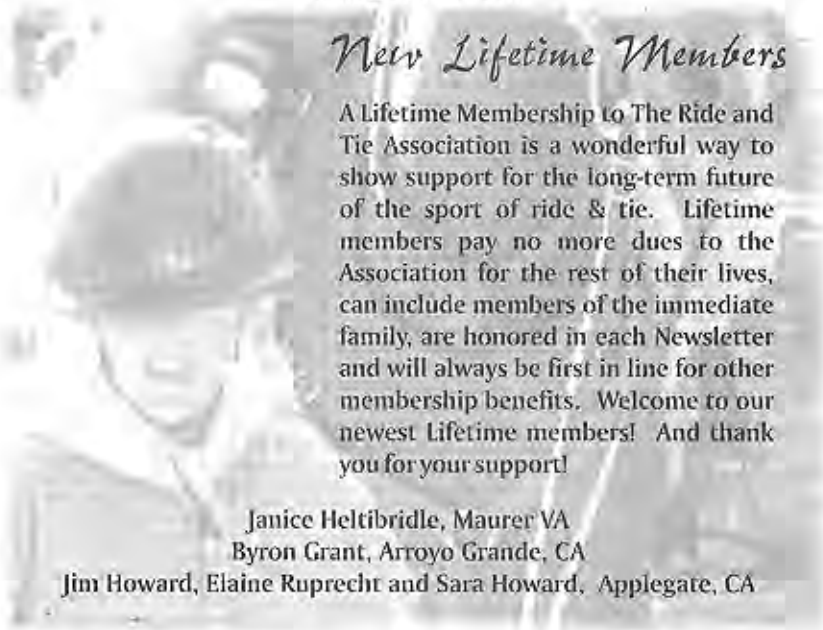 New Lifetime Members
A Lifetime Membership to The Ride and
Tie Association is a wonderful way to
show support for the long-term future
of the sport of ride & tie. Lifetime
members pay no more dues to the
Association for the rest of their lives,
can include members of the immediate
family, are honored in each Newsletter
and will always be first in line for other
membership benefits. Welcome to our
newest Lifetime members! And thank
you for your support!
Janice Heltibridle, Maurer VA
Byron Grant, Arroyo Grande, CA
Jim Howard, Elaine Ruprecht and Sara Howard, Applegate, CA